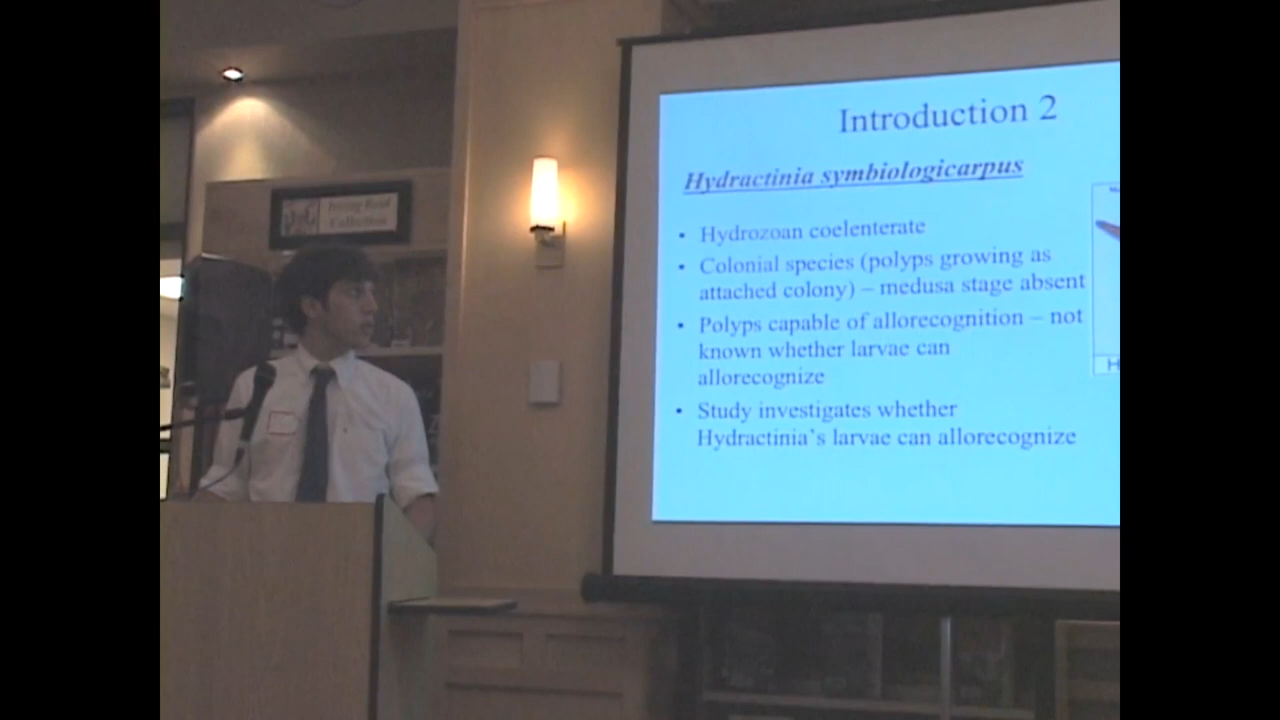 Introduction 2
Hydractinia symbiologicarpus
• Hydrozoan coelenterate
• Colonial species (polyps growing as
attached colony) – medusa stage absent
• Polyps capable of allorecognition – not
known whether larvae can
allorecognize
• Study investigates whether
Hydractinia's larvae can allorecognize
Collection